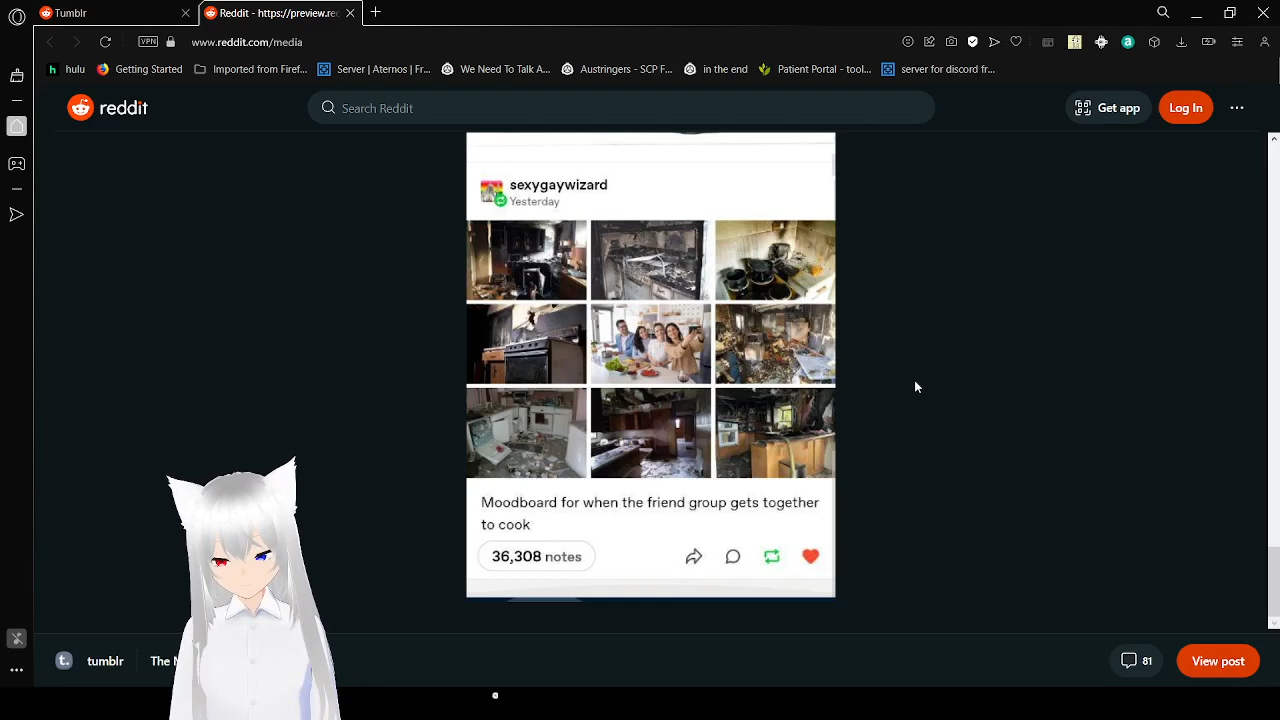 Tumblr
Reddit - https://preview.red
VPN
www.reddit.com/media
hulu
Getting Started
Imported from Firef...
Server | Aternos | Fr...
We Need To Talk A...
Austringers - SCP F...
in the end
Patient Portal - tool...
server for discord fr...
reddit
Search Reddit
Get app
Log In
sexygaywizard
Yesterday
Moodboard for when the friend group gets together
to cook
36,308 notes
tumblr
The
81
View post